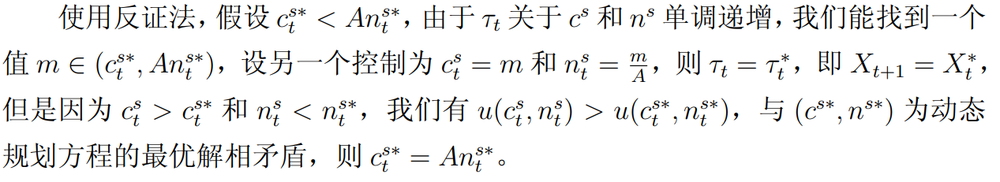 使用反证法，假设 $c_t^{s*} < An_t^{s*}$，由于 $\tau_t$ 关于 $c^s$ 和 $n^s$ 单调递增，我们能找到一个
值 $m \in (c_t^{s*}, An_t^{s*})$，设另一个控制为 $c_t^s = m$ 和 $n_t^s = \frac{m}{A}$，则 $\tau_t = \tau_t^*$，即 $X_{t+1} = X_t^*$，
但是因为 $c_t^s > c_t^{s*}$ 和 $n_t^s < n_t^{s*}$，我们有 $u(c_t^s, n_t^s) > u(c_t^{s*}, n_t^{s*})$，与 $(c^{s*}, n^{s*})$ 为动态
规划方程的最优解相矛盾，则 $c_t^{s*} = An_t^{s*}$。